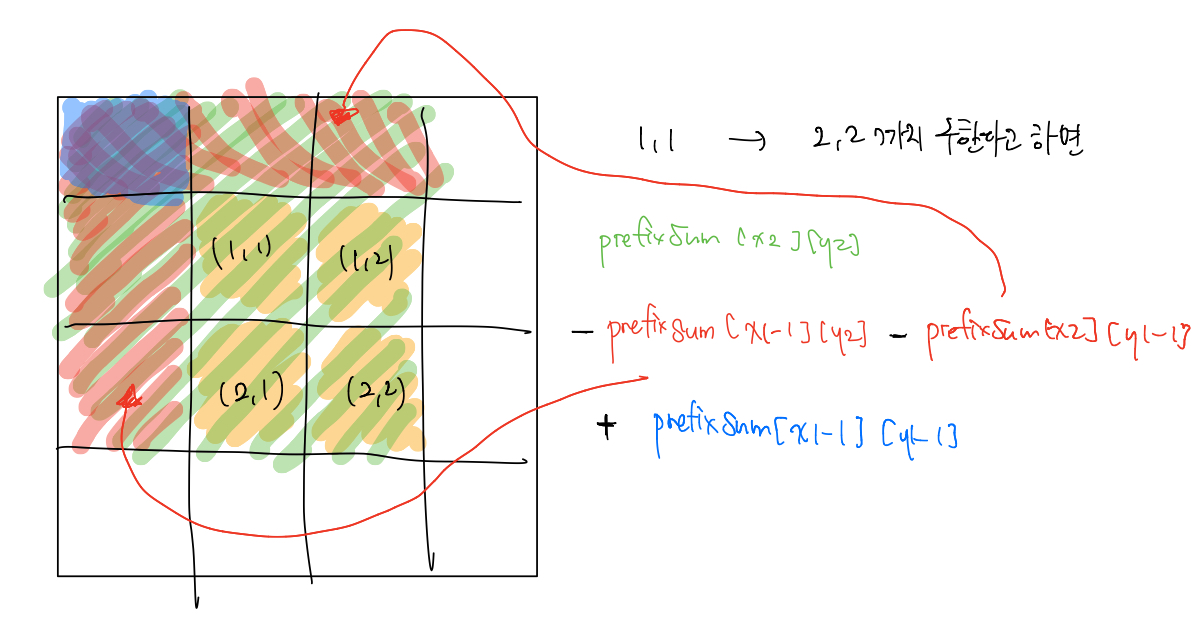 1,1 → 2,2 까지 구한다고 하면
prefixSum [x2][y2]
(1,1) (1,2)
- prefixSum [x1-1][y2] - prefixSum[x2][y1-1]
(2,1) (2,2)
+ prefixSum[x1-1][y1-1]